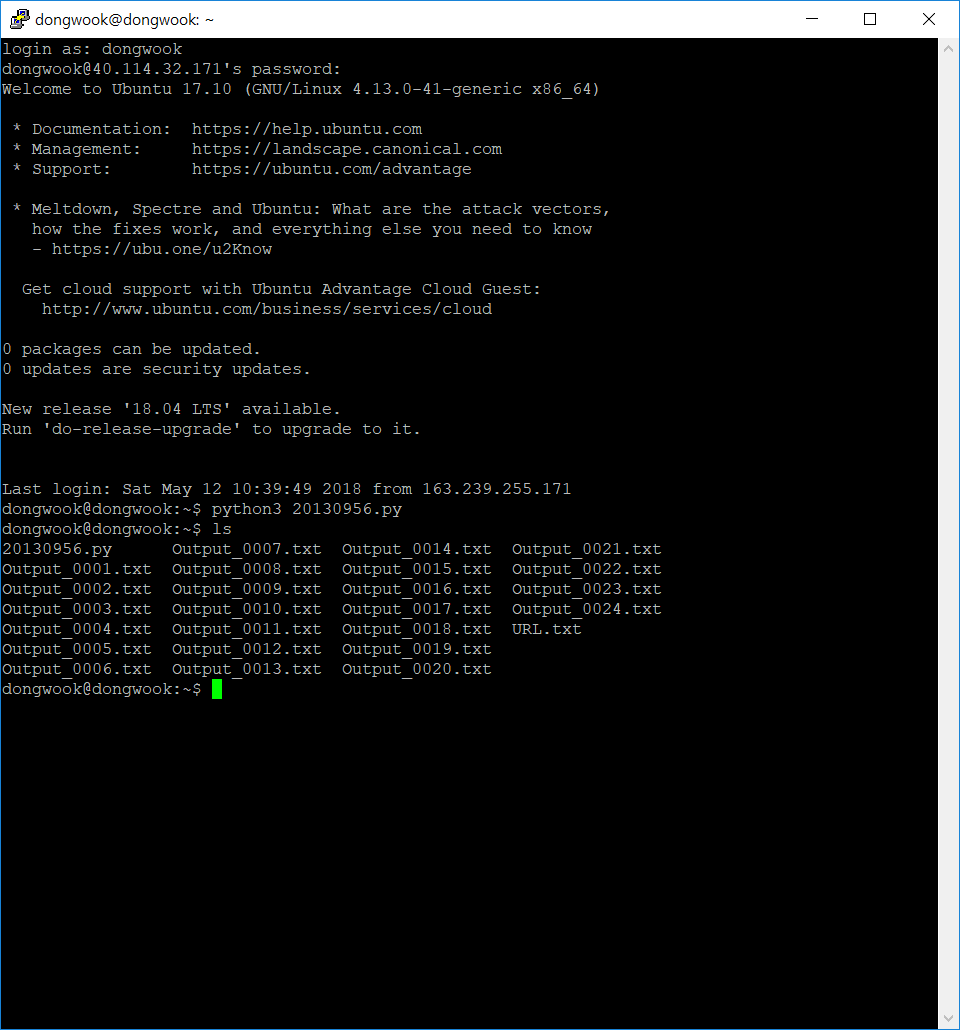 dongwook@dongwook: ~
login as: dongwook
dongwook@40.114.32.171's password:
Welcome to Ubuntu 17.10 (GNU/Linux 4.13.0-41-generic x86_64)
* Documentation:  https://help.ubuntu.com
* Management:     https://landscape.canonical.com
* Support:        https://ubuntu.com/advantage
* Meltdown, Spectre and Ubuntu: What are the attack vectors,
how the fixes work, and everything else you need to know
- https://ubu.one/u2Know
Get cloud support with Ubuntu Advantage Cloud Guest:
http://www.ubuntu.com/business/services/cloud
0 packages can be updated.
0 updates are security updates.
New release '18.04 LTS' available.
Run 'do-release-upgrade' to upgrade to it.
Last login: Sat May 12 10:39:49 2018 from 163.239.255.171
dongwook@dongwook:~$ python3 20130956.py
dongwook@dongwook:~$ ls
20130956.py      Output_0007.txt  Output_0014.txt  Output_0021.txt
Output_0001.txt  Output_0008.txt  Output_0015.txt  Output_0022.txt
Output_0002.txt  Output_0009.txt  Output_0016.txt  Output_0023.txt
Output_0003.txt  Output_0010.txt  Output_0017.txt  Output_0024.txt
Output_0004.txt  Output_0011.txt  Output_0018.txt  URL.txt
Output_0005.txt  Output_0012.txt  Output_0019.txt
Output_0006.txt  Output_0013.txt  Output_0020.txt
dongwook@dongwook:~$